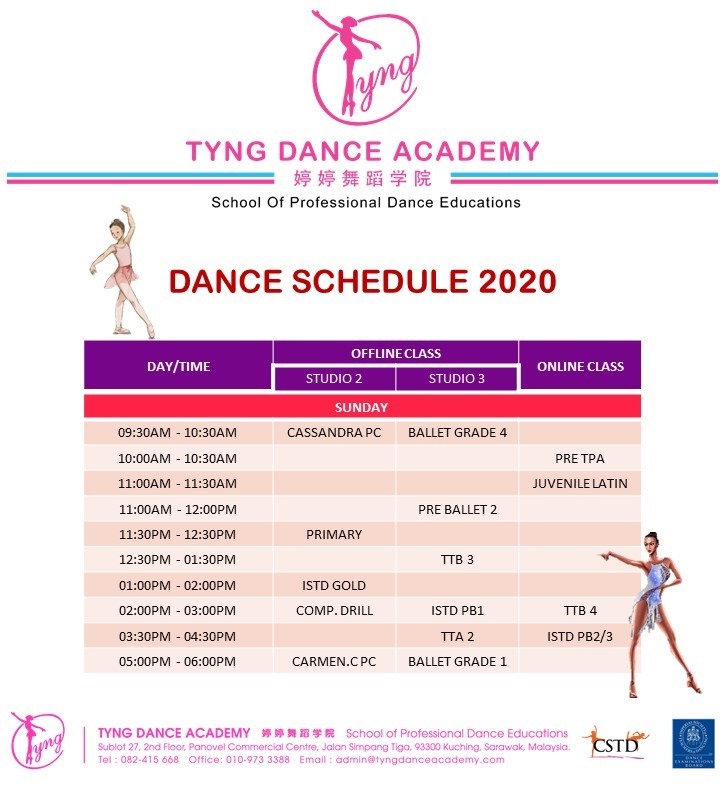 Tyng
TYNG DANCE ACADEMY
婷婷舞蹈学院
School Of Professional Dance Educations
DANCE SCHEDULE 2020
DAY/TIME OFFLINE CLASS ONLINE CLASS
STUDIO 2 STUDIO 3
SUNDAY
09:30AM - 10:30AM CASSANDRA PC BALLET GRADE 4
10:00AM - 10:30AM PRE TPA
11:00AM - 11:30AM JUVENILE LATIN
11:00AM - 12:00PM PRE BALLET 2
11:30PM - 12:30PM PRIMARY
12:30PM - 01:30PM TTB 3
01:00PM - 02:00PM ISTD GOLD
02:00PM - 03:00PM COMP. DRILL ISTD PB1 TTB 4
03:30PM - 04:30PM TTA 2 ISTD PB2/3
05:00PM - 06:00PM CARMEN.C PC BALLET GRADE 1
Tyng
TYNG DANCE ACADEMY 婷婷舞蹈学院 School of Professional Dance Educations
Sublot 27, 2nd Floor, Panovel Commercial Centre, Jalan Simpang Tiga, 93300 Kuching, Sarawak, Malaysia.
Tel : 082-415 668 Office: 010-973 3388 Email : admin@tyngdanceacademy.com
CSTD
DANCE
EXAMINATIONS
BOARD